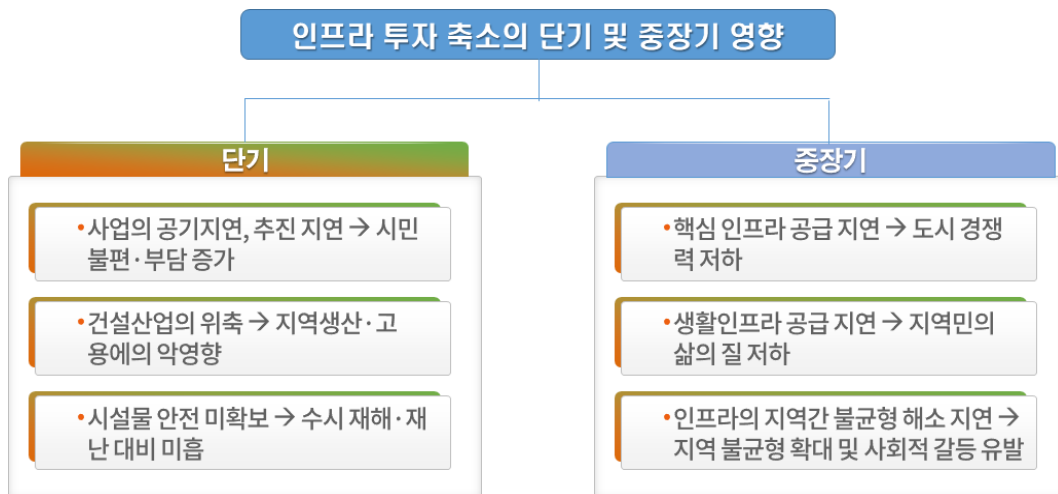 인프라 투자 축소의 단기 및 중장기 영향
단기
•사업의 공기지연, 추진 지연 → 시민
불편·부담 증가
•건설산업의 위축 → 지역생산·고
용에의 악영향
•시설물 안전 미확보 → 수시 재해·재
난 대비 미흡
중장기
•핵심 인프라 공급 지연 → 도시 경쟁
력 저하
•생활인프라 공급 지연 → 지역민의
삶의 질 저하
•인프라의 지역간 불균형 해소 지연 →
지역 불균형 확대 및 사회적 갈등 유발